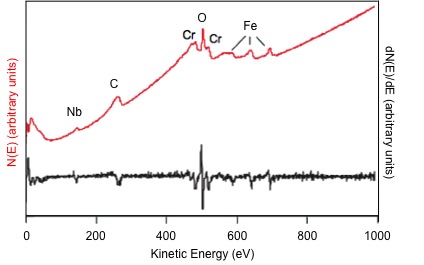 O
Cr
Cr
Fe
C
Nb
N(E) (arbitrary units)
dN(E)/dE (arbitrary units)
0 200 400 600 800 1000
Kinetic Energy (eV)